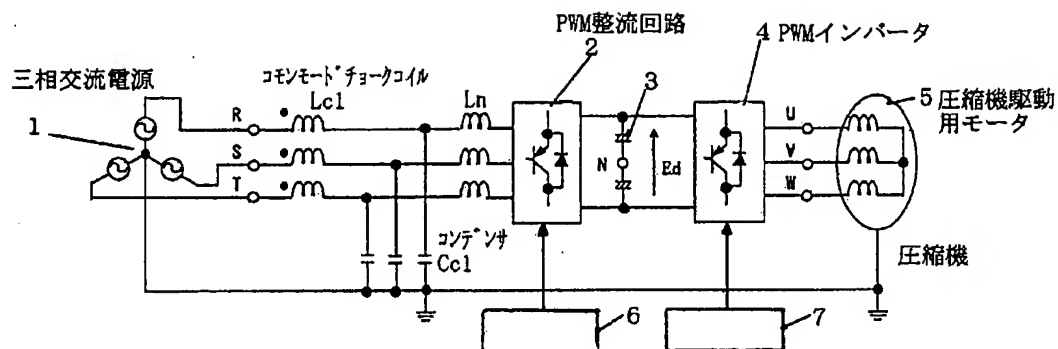 PWM整流回路
2
4 PWMインバータ
コモンモードチョークコイル
Lc1
Ln
3
三相交流電源
1
R
S
T
N
Ed
U
V
W
5 圧縮機駆動
用モータ
コンデンサ
Cc1
圧縮機
6
7